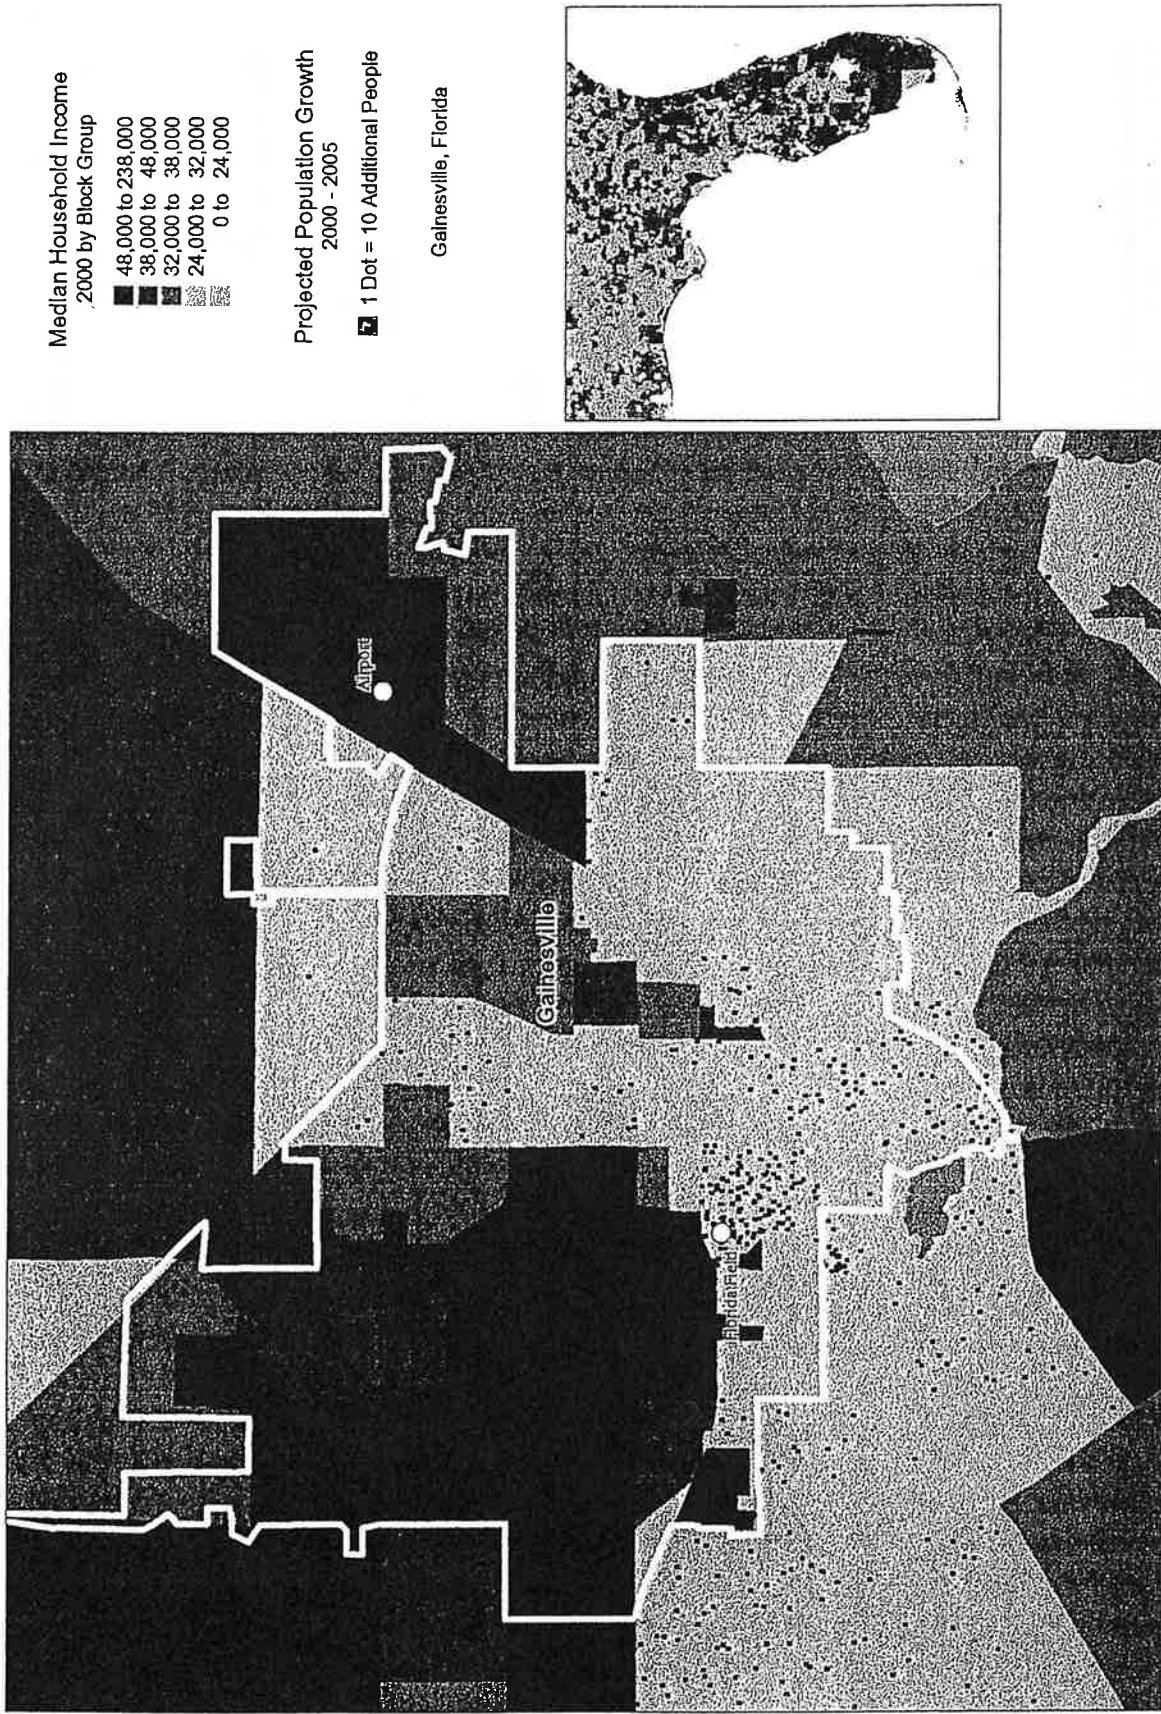 Median Household Income
2000 by Block Group
48,000 to 238,000
38,000 to 48,000
32,000 to 38,000
24,000 to 32,000
0 to 24,000
Projected Population Growth
2000 - 2005
1 Dot = 10 Additional People
Gainesville, Florida
Airport
Gainesville
Florida Field